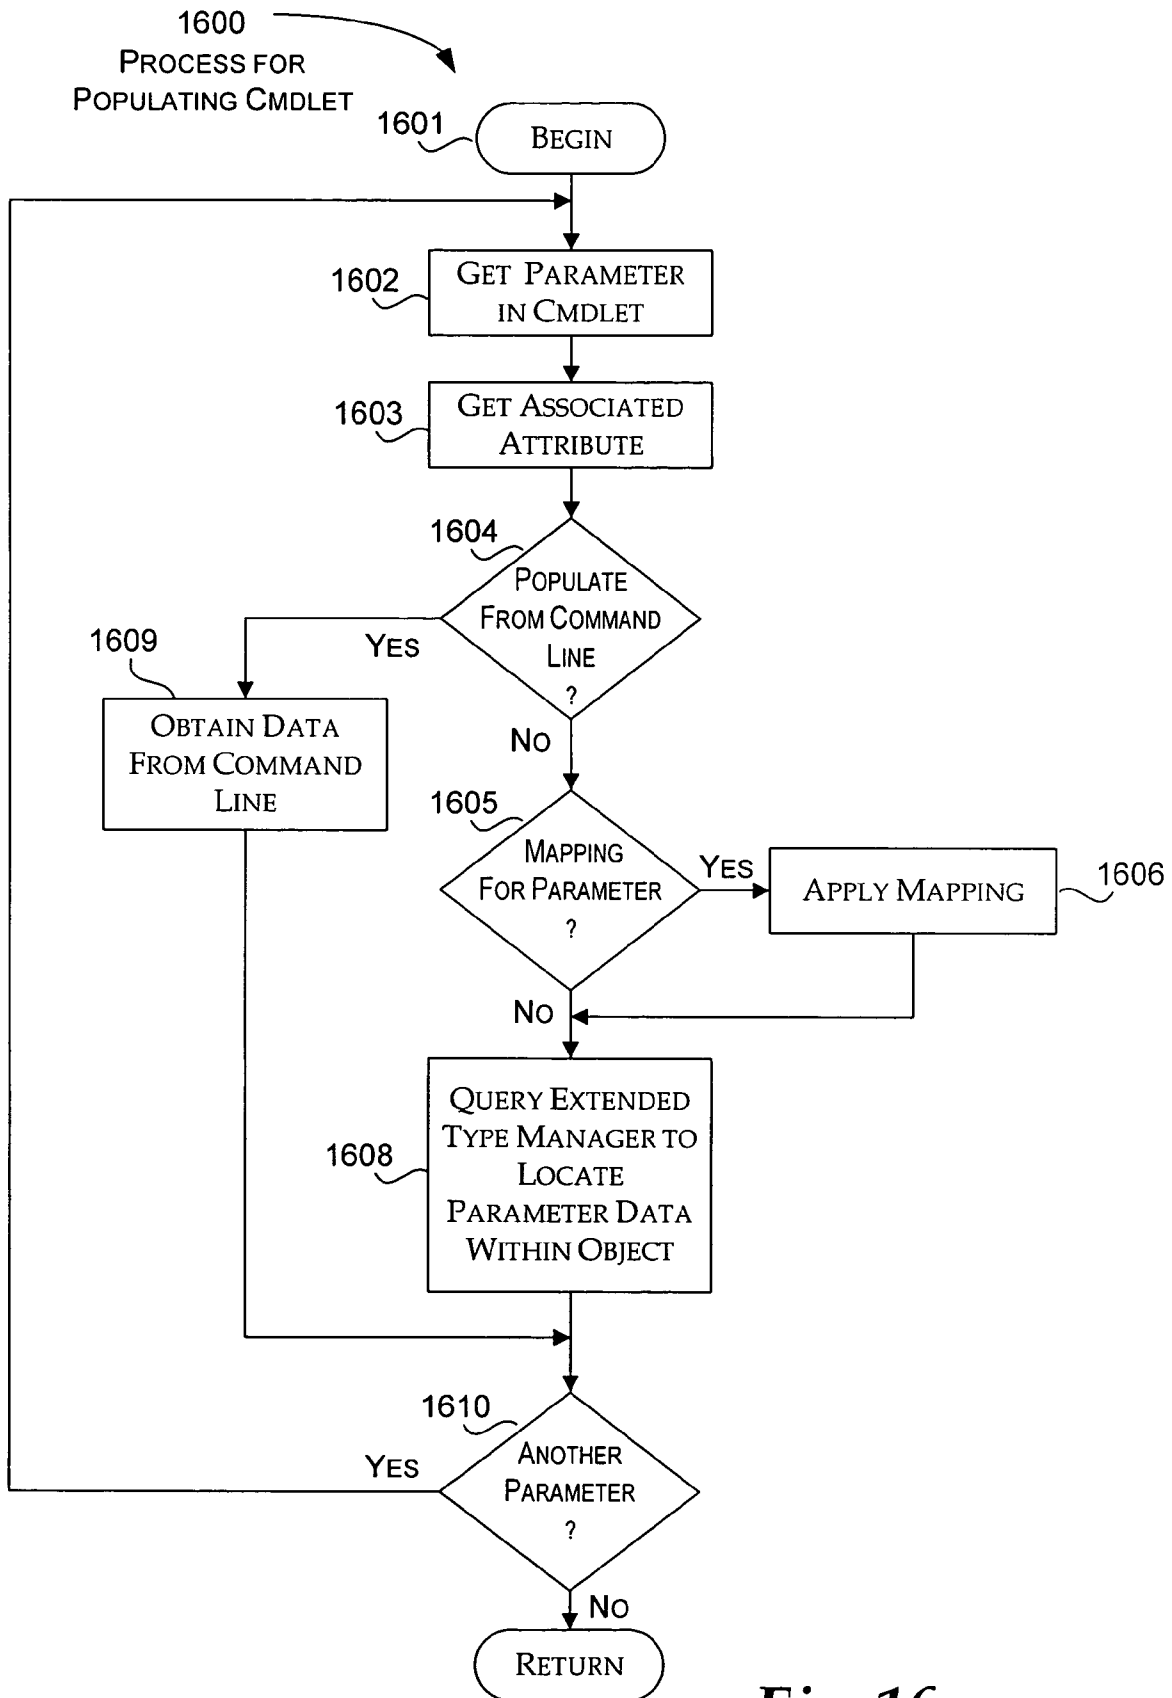 1600
PROCESS FOR
POPULATING CMDLET
1601
BEGIN
1602
GET PARAMETER
IN CMDLET
1603
GET ASSOCIATED
ATTRIBUTE
1604
POPULATE
FROM COMMAND
LINE
?
YES
NO
1609
OBTAIN DATA
FROM COMMAND
LINE
1605
MAPPING
FOR PARAMETER
?
YES
NO
APPLY MAPPING
1606
1608
QUERY EXTENDED
TYPE MANAGER TO
LOCATE
PARAMETER DATA
WITHIN OBJECT
1610
ANOTHER
PARAMETER
?
YES
NO
RETURN
Fig. 16